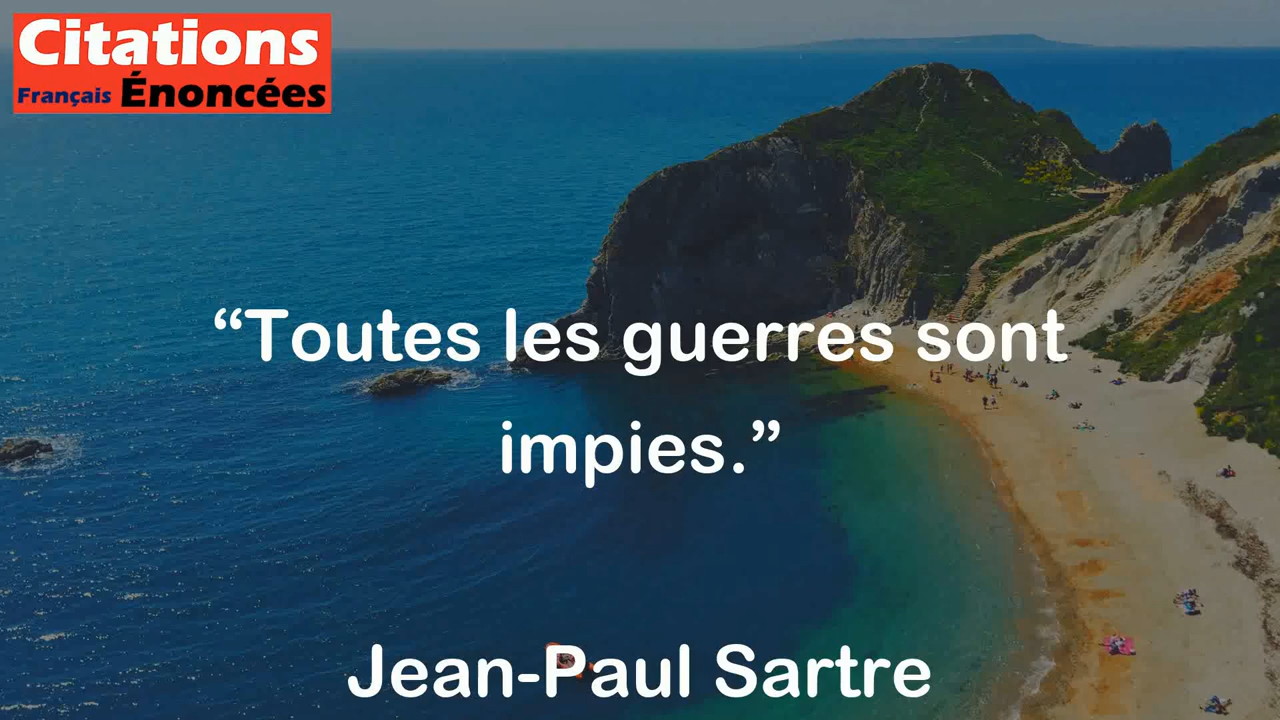 Citations
Français Énoncées
“Toutes les guerres sont
impies.”
Jean-Paul Sartre